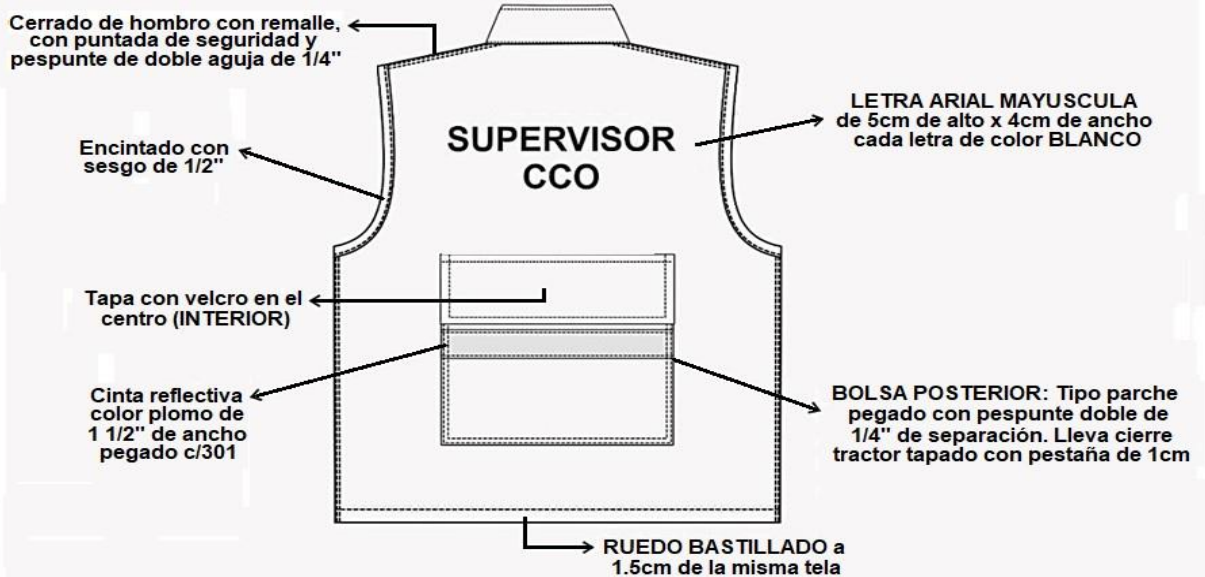 Cerrado de hombro con remalle,
con puntada de seguridad y
pespunte de doble aguja de 1/4"
LETRA ARIAL MAYUSCULA
de 5cm de alto x 4cm de ancho
cada letra de color BLANCO
SUPERVISOR
CCO
Encintado con
sesgo de 1/2"
Tapa con velcro en el
centro (INTERIOR)
Cinta reflectiva
color plomo de
1 1/2" de ancho
pegado c/301
BOLSA POSTERIOR: Tipo parche
pegado con pespunte doble de
1/4" de separación. Lleva cierre
tractor tapado con pestaña de 1cm
RUEDO BASTILLADO a
1.5cm de la misma tela